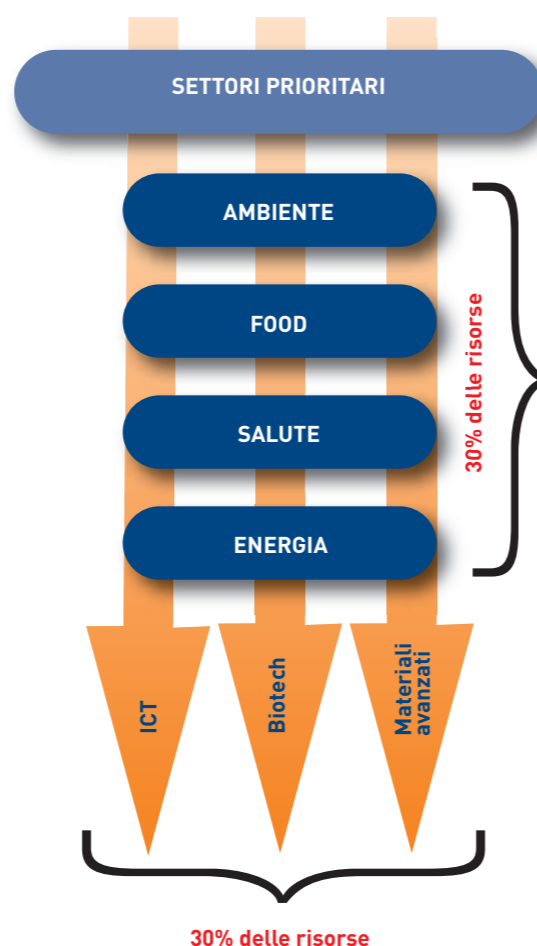 SETTORI PRIORITARI
AMBIENTE
FOOD
SALUTE
ENERGIA
30% delle risorse
ICT
Biotech
Materiali
avanzati
30% delle risorse